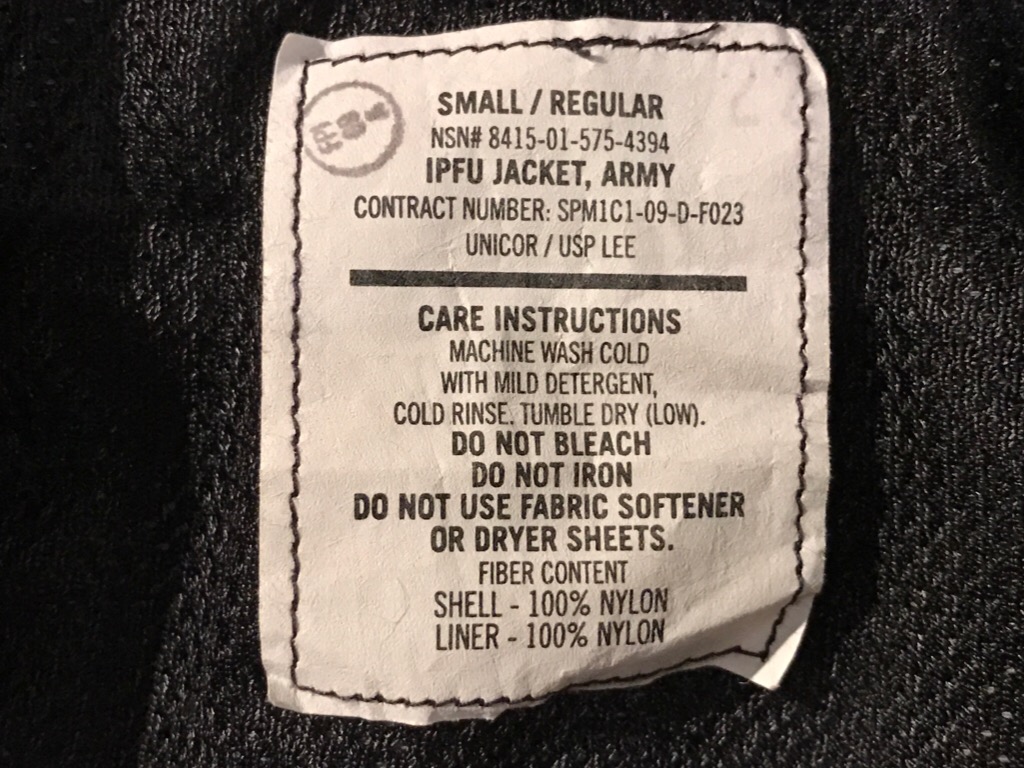 SMALL / REGULAR
NSN# 8415-01-575-4394
IPFU JACKET, ARMY
CONTRACT NUMBER: SPM1C1-09-D-F023
UNICOR / USP LEE
CARE INSTRUCTIONS
MACHINE WASH COLD
WITH MILD DETERGENT,
COLD RINSE. TUMBLE DRY (LOW).
DO NOT BLEACH
DO NOT IRON
DO NOT USE FABRIC SOFTENER
OR DRYER SHEETS.
FIBER CONTENT
SHELL - 100% NYLON
LINER - 100% NYLON